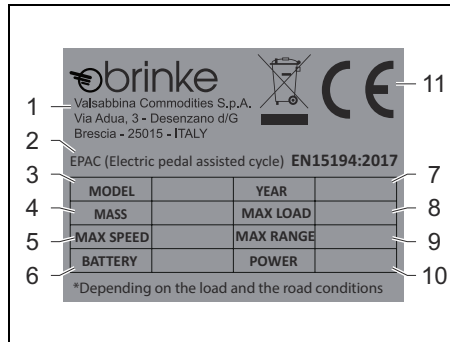 brinke
1 Valsabbina Commodities S.p.A.
Via Adua, 3 - Desenzano d/G
Brescia - 25015 - ITALY
CE 11
2 EPAC (Electric pedal assisted cycle) EN15194:2017
3 MODEL YEAR 7
4 MASS MAX LOAD 8
5 MAX SPEED MAX RANGE 9
6 BATTERY POWER 10
*Depending on the load and the road conditions